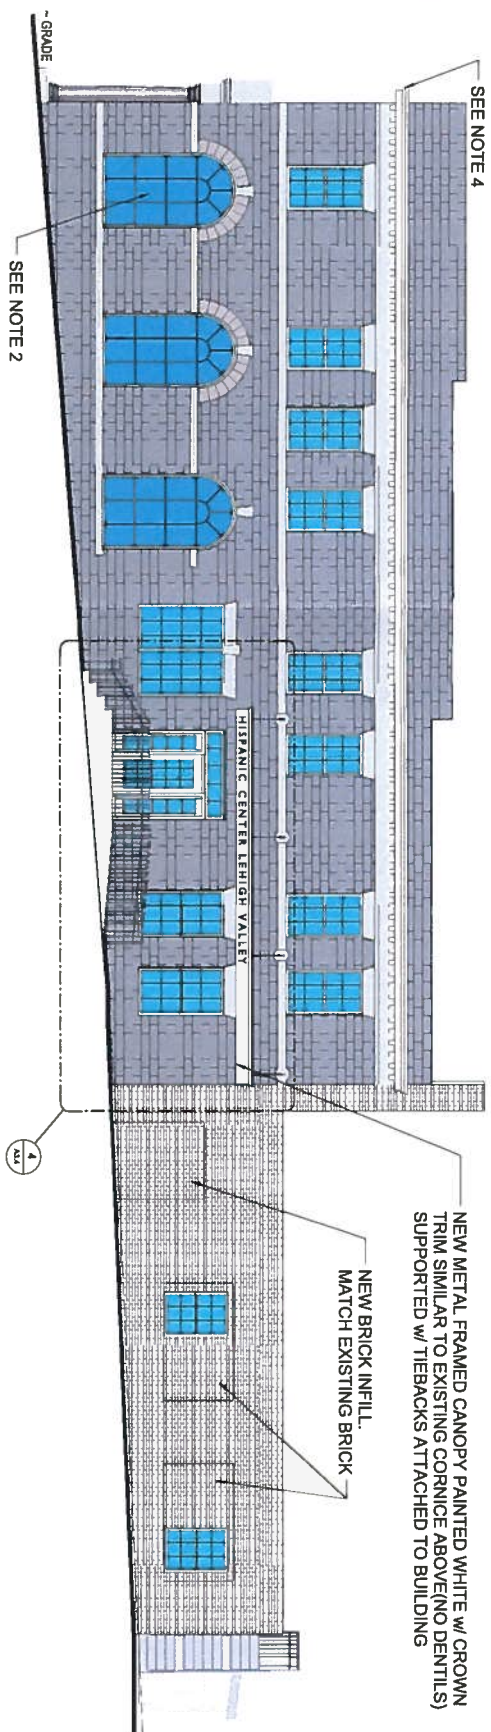 SEE NOTE 4
NEW METAL FRAMED CANOPY PAINTED WHITE w/ CROWN
TRIM SIMILAR TO EXISTING CORNICE ABOVE(NO DENTILS)
SUPPORTED w/ TIEBACKS ATTACHED TO BUILDING
NEW BRICK INFILL.
MATCH EXISTING BRICK
HISPANIC CENTER LEHIGH VALLEY
~ GRADE
SEE NOTE 2
4